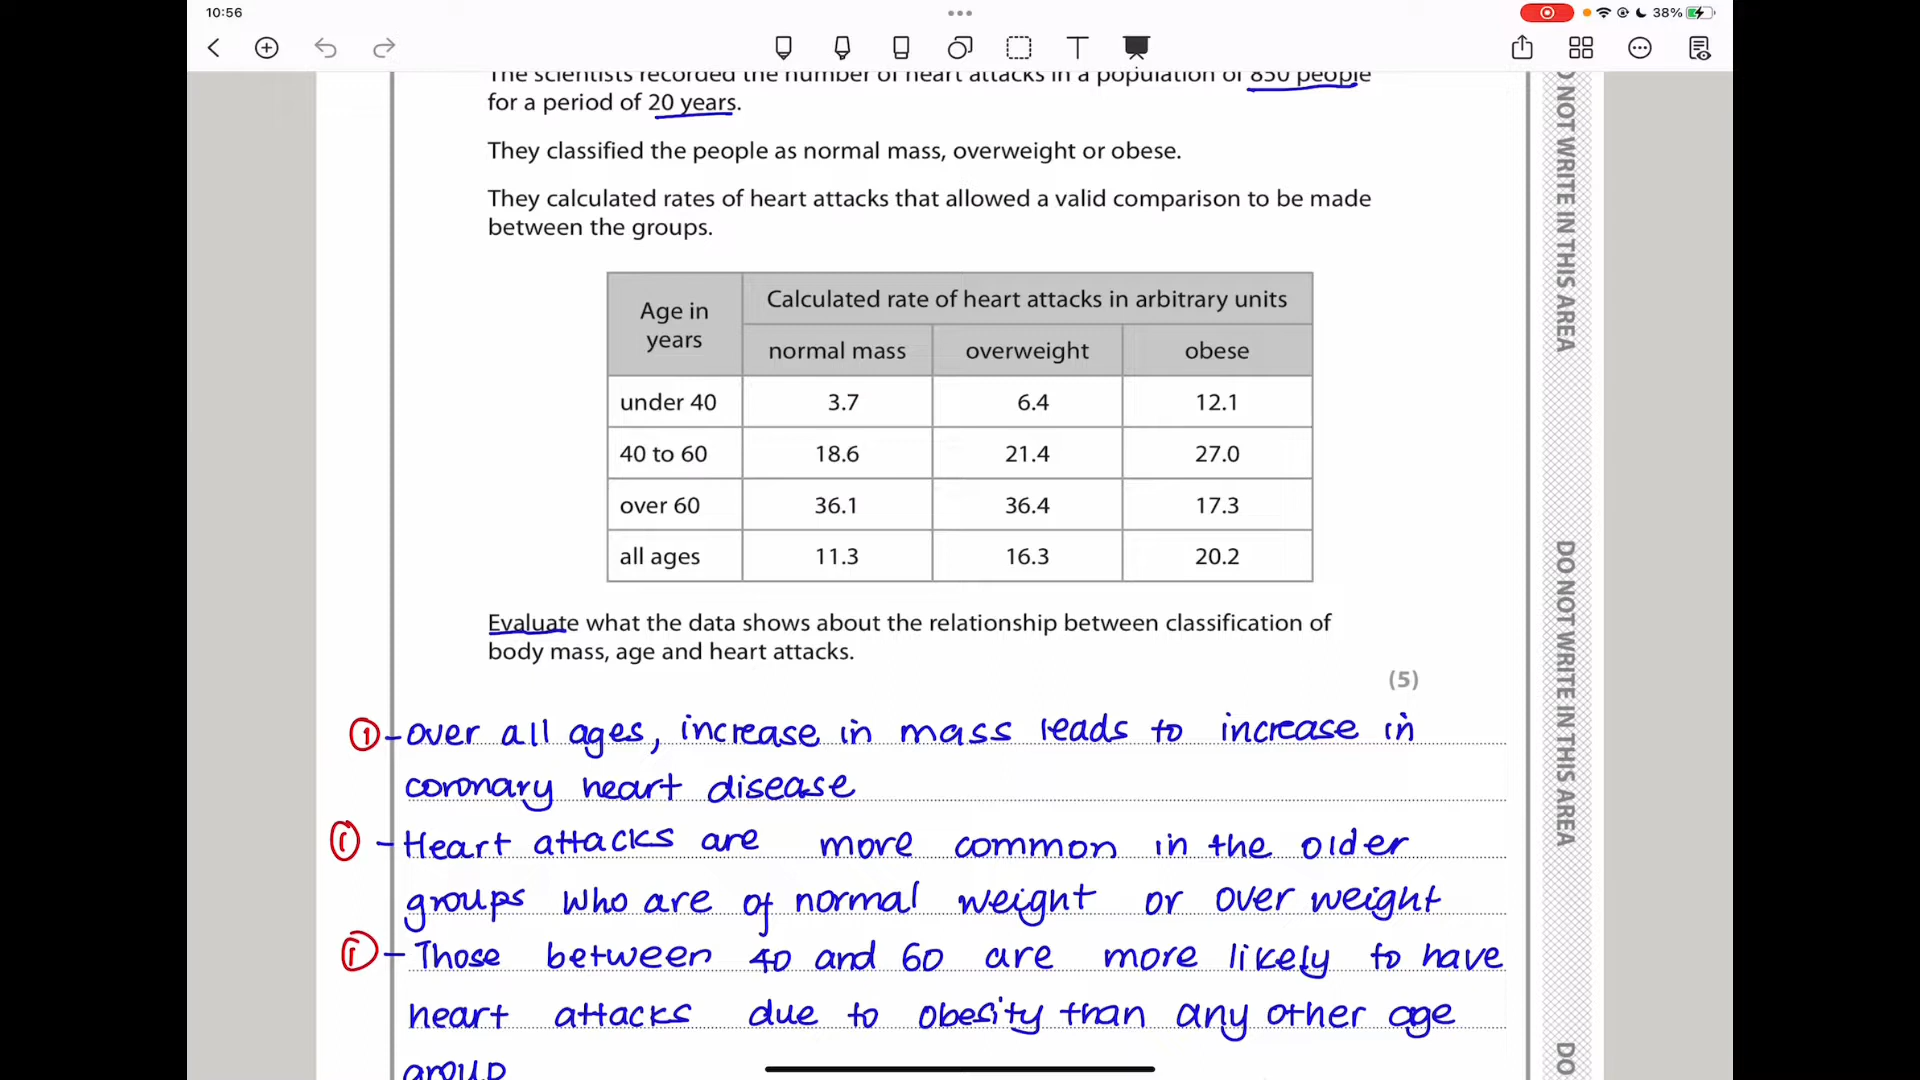 10:56
38%
The scientists recorded the number of heart attacks in a population of 850 people
for a period of 20 years.
They classified the people as normal mass, overweight or obese.
They calculated rates of heart attacks that allowed a valid comparison to be made
between the groups.
Age in years Calculated rate of heart attacks in arbitrary units
normal mass overweight obese
under 40 3.7 6.4 12.1
40 to 60 18.6 21.4 27.0
over 60 36.1 36.4 17.3
all ages 11.3 16.3 20.2
Evaluate what the data shows about the relationship between classification of
body mass, age and heart attacks.
(5)
① - over all ages, increase in mass leads to increase in
coronary heart disease
① - Heart attacks are more common in the older
groups who are of normal weight or over weight
① - Those between 40 and 60 are more likely to have
heart attacks due to obesity than any other age
group
DO NOT WRITE IN THIS AREA
DO NOT WRITE IN THIS AREA
DO